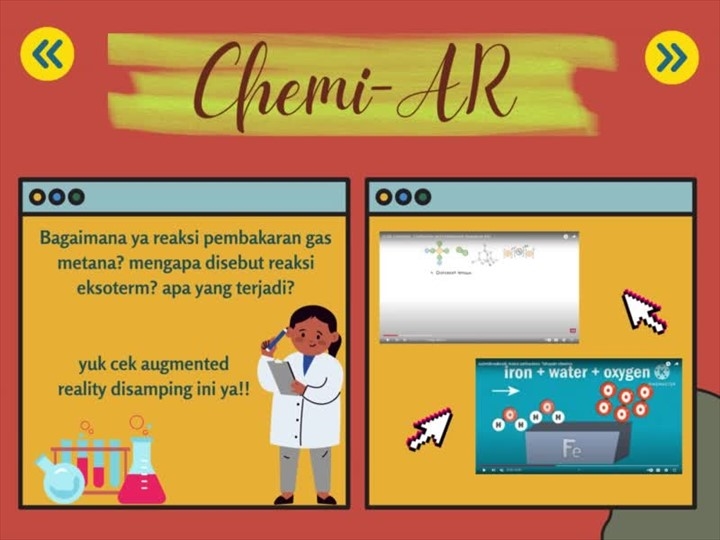 Chemi-AR
Bagaimana ya reaksi pembakaran gas
metana? mengapa disebut reaksi
eksoterm? apa yang terjadi?
yuk cek augmented
reality disamping ini ya!!
iron + water + oxygen
H
O
H
H
O
H
O
O
O
O
O
O
Fe